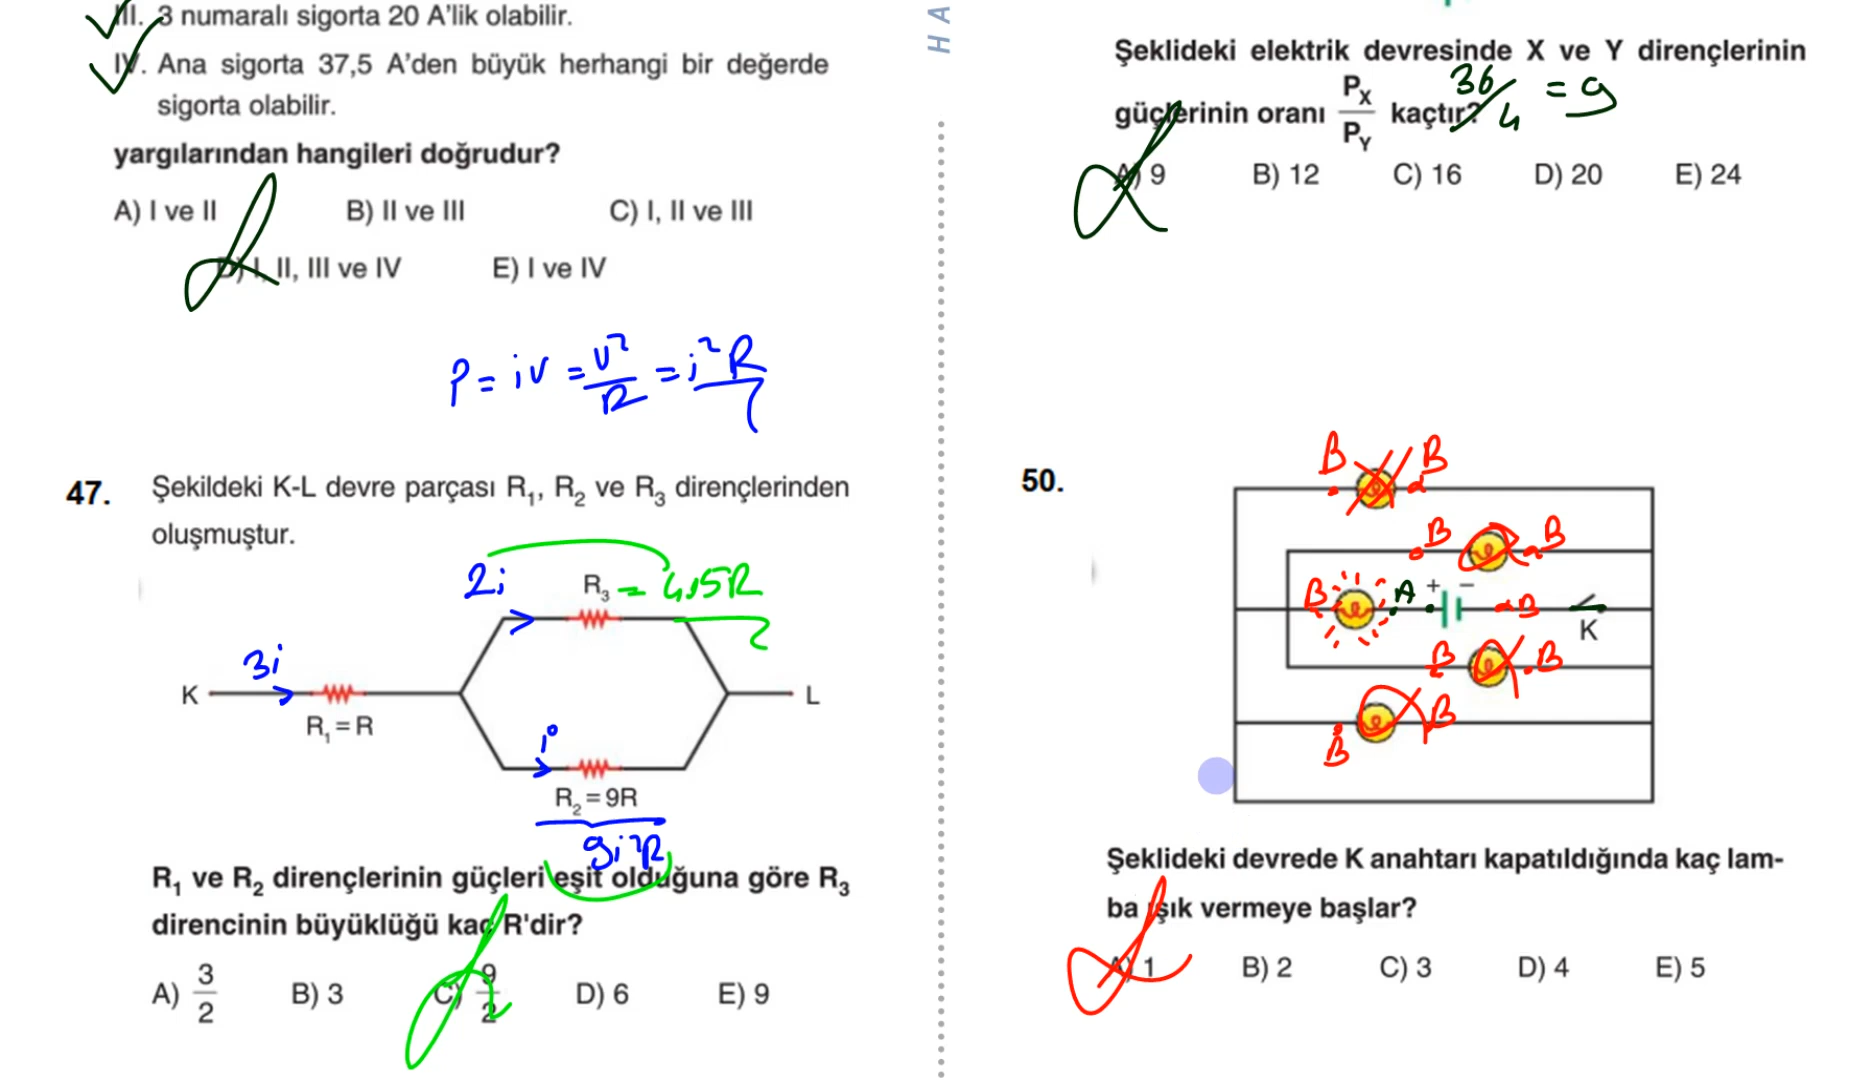 III. 3 numaralı sigorta 20 A’lik olabilir.
IV. Ana sigorta 37,5 A’den büyük herhangi bir değerde
sigorta olabilir.
yargılarından hangileri doğrudur?
A) I ve II B) II ve III C) I, II ve III
D) I, II, III ve IV E) I ve IV
P = iV = V²/R = i²R
47. Şekildeki K-L devre parçası R₁, R₂ ve R₃ dirençlerinden
oluşmuştur.
2i R₃ = 4,5R
3i
K L
R₁ = R
i
R₂ = 9R
9i²R
R₁ ve R₂ dirençlerinin güçleri eşit olduğuna göre R₃
direncinin büyüklüğü kaç R'dir?
A) 3/2 B) 3 C) 9/2 D) 6 E) 9
H A
Şeklideki elektrik devresinde X ve Y dirençlerinin
güçlerinin oranı P_X/P_Y kaçtır? 36/4 = 9
A) 9 B) 12 C) 16 D) 20 E) 24
50.
B B
B B
B A + − B
K
B B
B B
Şeklideki devrede K anahtarı kapatıldığında kaç lam-
ba ışık vermeye başlar?
A) 1 B) 2 C) 3 D) 4 E) 5